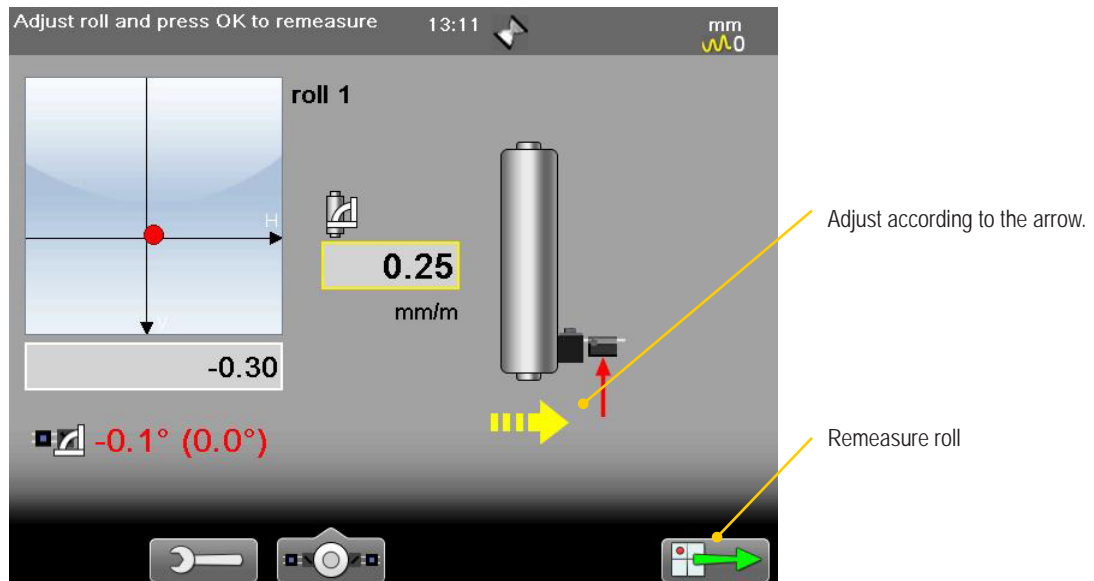 Adjust roll and press OK to remeasure
13:11
mm
0
roll 1
H
V
0.25
mm/m
-0.30
-0.1° (0.0°)
Adjust according to the arrow.
Remeasure roll